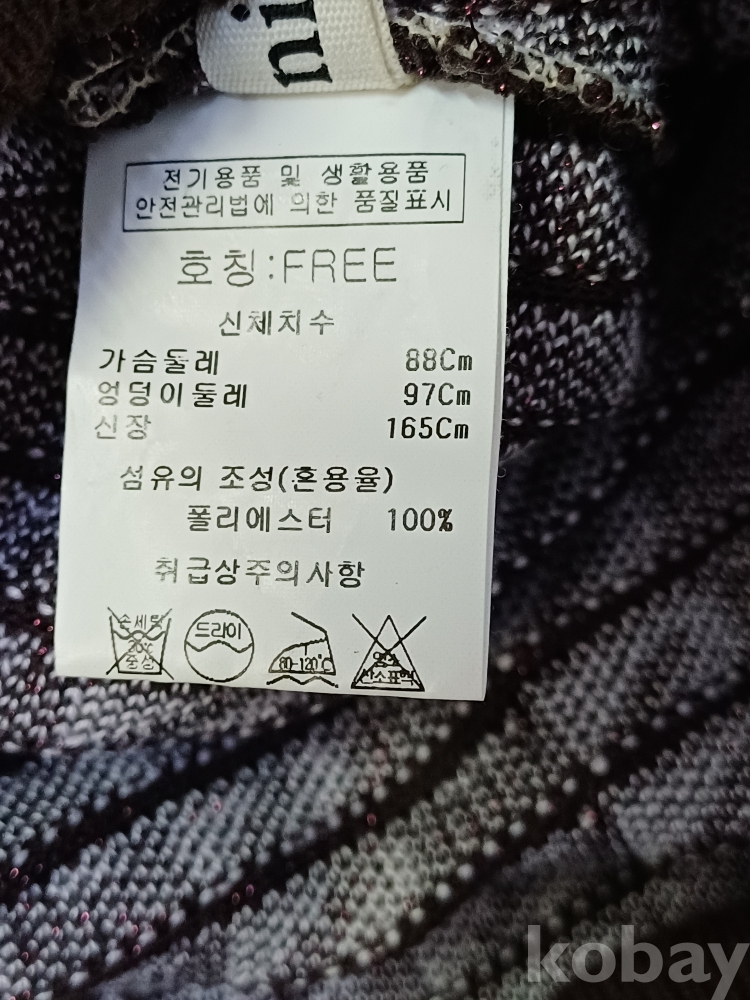 ni
전기용품 및 생활용품
안전관리법에 의한 품질표시
호칭:FREE
신체치수
가슴둘레 88Cm
엉덩이둘레 97Cm
신장 165Cm
섬유의 조성(혼용율)
폴리에스터 100%
취급상주의사항
손세탁 드라이
중성 80-120°C 산소표백
kobay